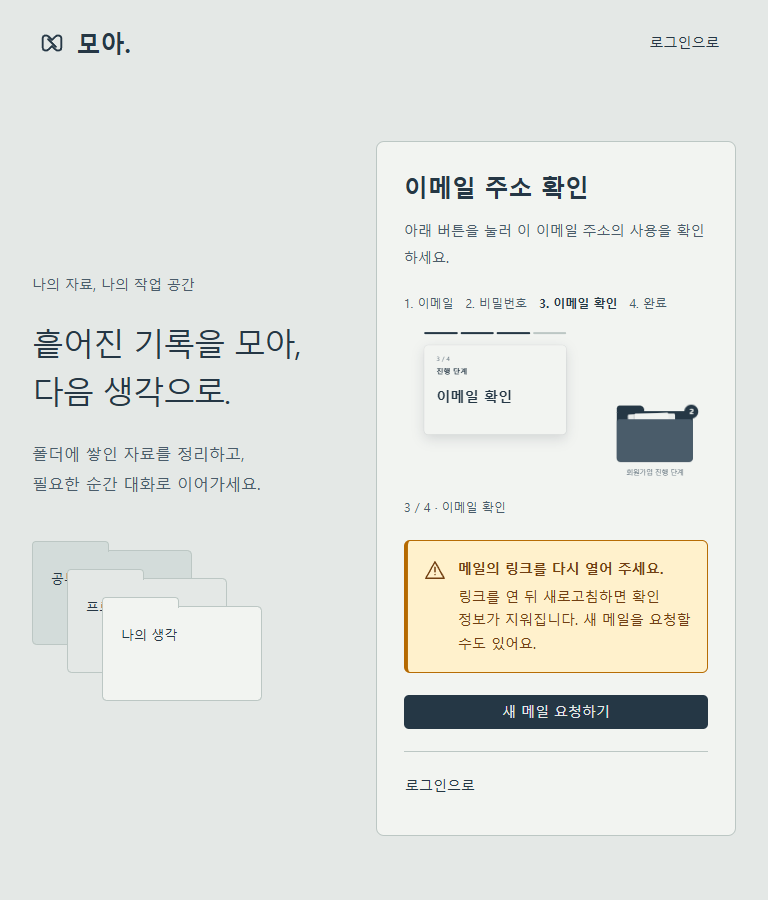 모아.
로그인으로
나의 자료, 나의 작업 공간
흩어진 기록을 모아,
다음 생각으로.
폴더에 쌓인 자료를 정리하고,
필요한 순간 대화로 이어가세요.
나의 생각
이메일 주소 확인
아래 버튼을 눌러 이 이메일 주소의 사용을 확인
하세요.
1. 이메일 2. 비밀번호 3. 이메일 확인 4. 완료
3 / 4
진행 단계
이메일 확인
2
회원가입 진행 단계
3 / 4 · 이메일 확인
메일의 링크를 다시 열어 주세요.
링크를 연 뒤 새로고침하면 확인
정보가 지워집니다. 새 메일을 요청할
수도 있어요.
새 메일 요청하기
로그인으로